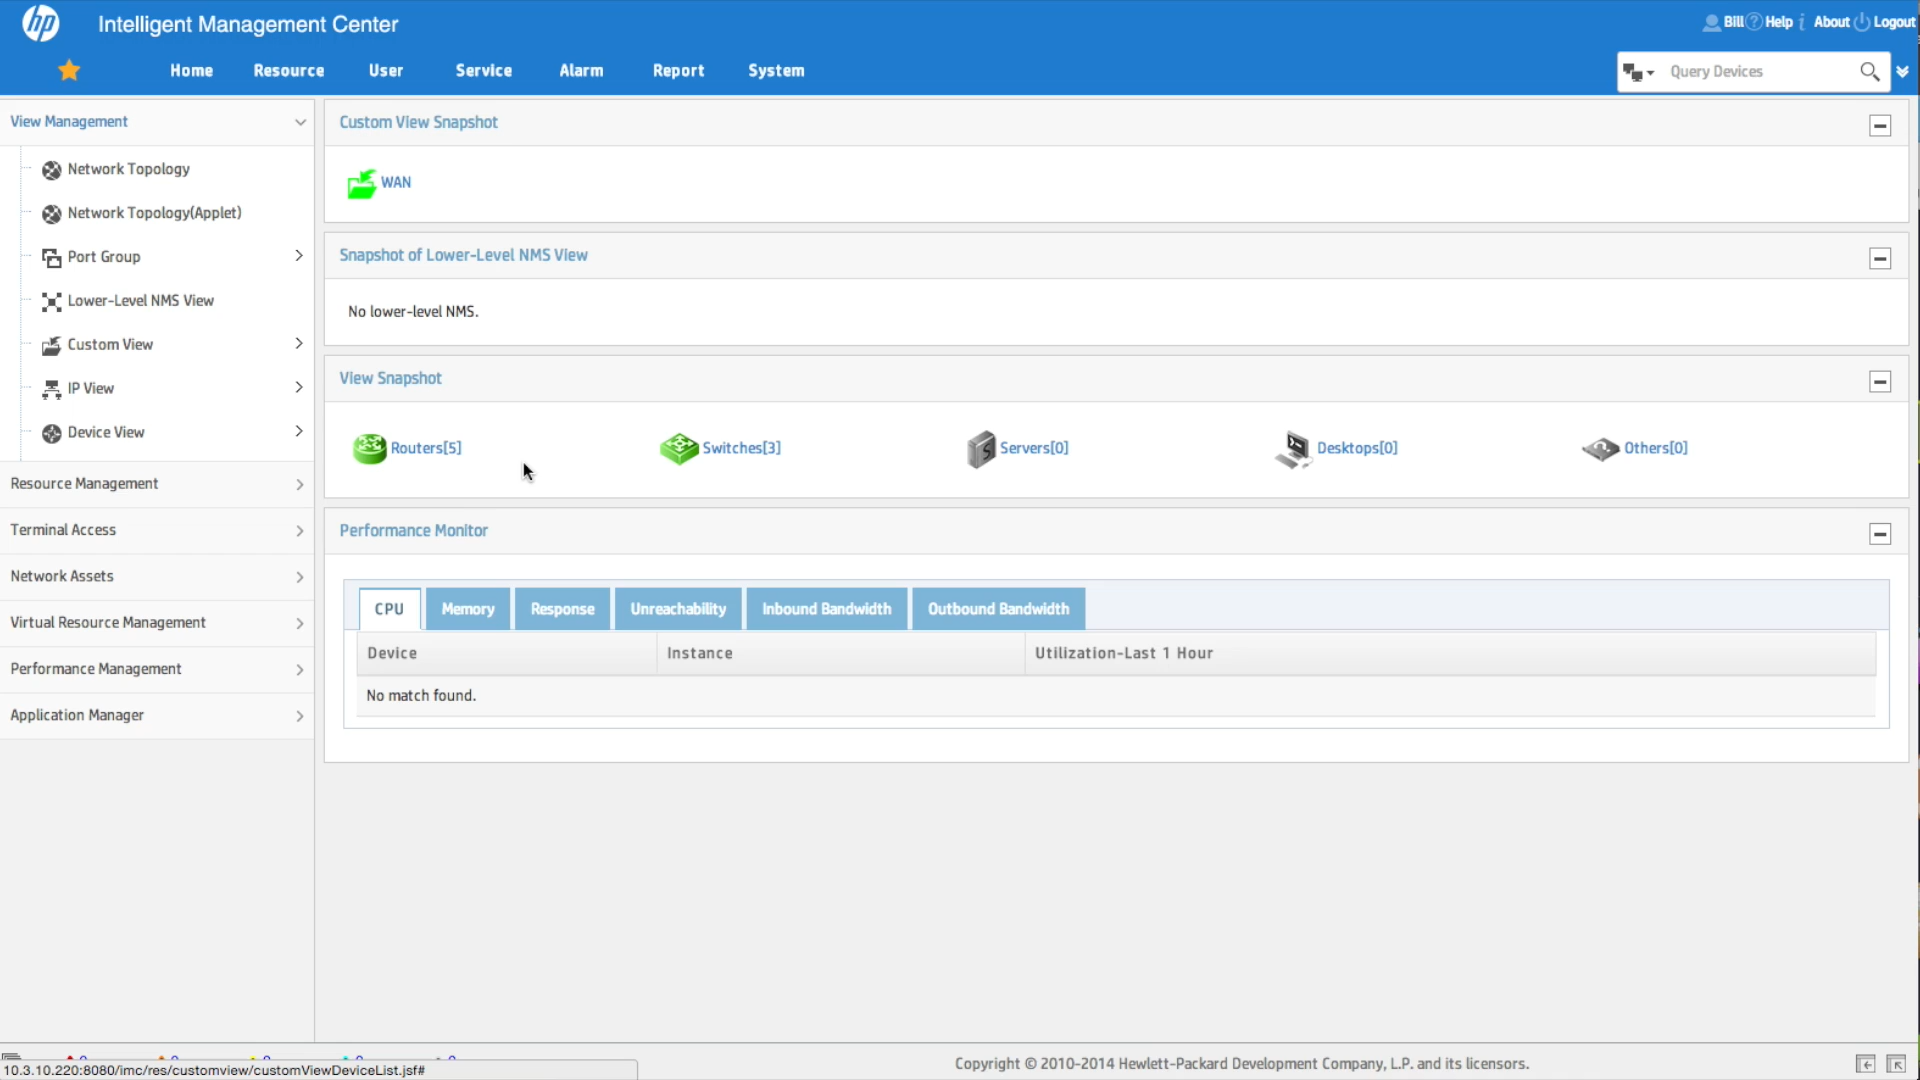 hp Intelligent Management Center
Bill Help About Logout
Home Resource User Service Alarm Report System
Query Devices
View Management
Network Topology
Network Topology(Applet)
Port Group
Lower-Level NMS View
Custom View
IP View
Device View
Resource Management
Terminal Access
Network Assets
Virtual Resource Management
Performance Management
Application Manager
Custom View Snapshot
WAN
Snapshot of Lower-Level NMS View
No lower-level NMS.
View Snapshot
Routers[5] Switches[3] Servers[0] Desktops[0] Others[0]
Performance Monitor
CPU Memory Response Unreachability Inbound Bandwidth Outbound Bandwidth
Device Instance Utilization-Last 1 Hour
No match found.
10.3.10.220:8080/imc/res/customview/customViewDeviceList.jsf#
Copyright © 2010-2014 Hewlett-Packard Development Company, L.P. and its licensors.